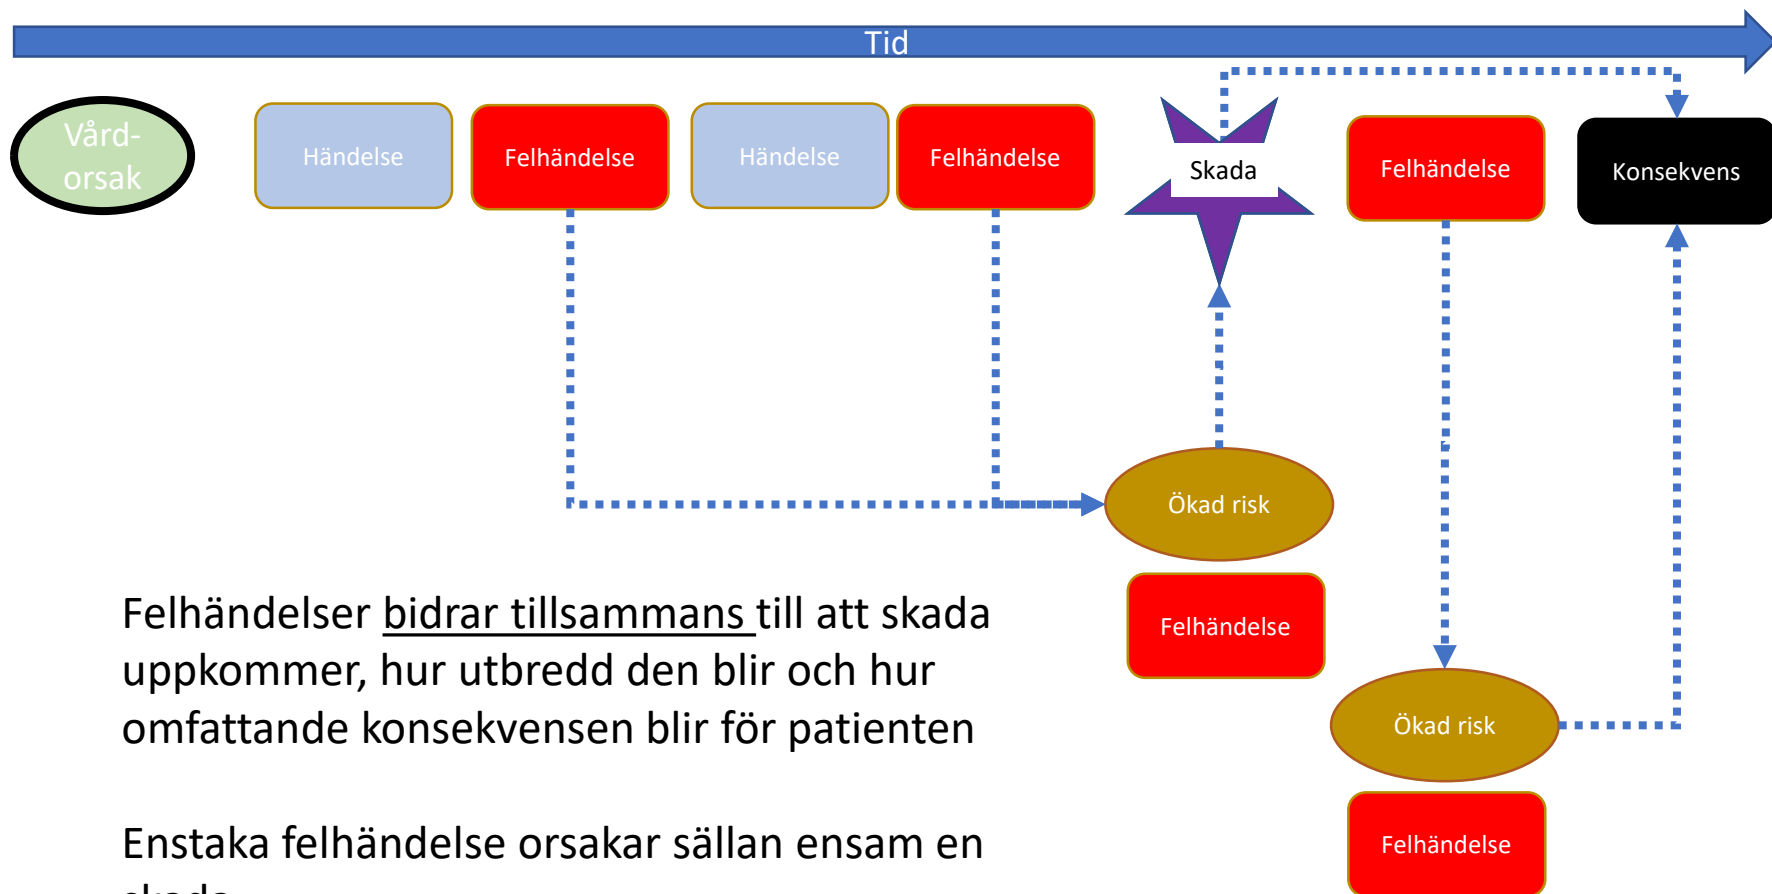 Tid
Vård-
orsak
Händelse
Felhändelse
Händelse
Felhändelse
Skada
Felhändelse
Konsekvens
Ökad risk
Felhändelse
Felhändelser bidrar tillsammans till att skada
uppkommer, hur utbredd den blir och hur
omfattande konsekvensen blir för patienten
Ökad risk
Enstaka felhändelse orsakar sällan ensam en
skada
Felhändelse